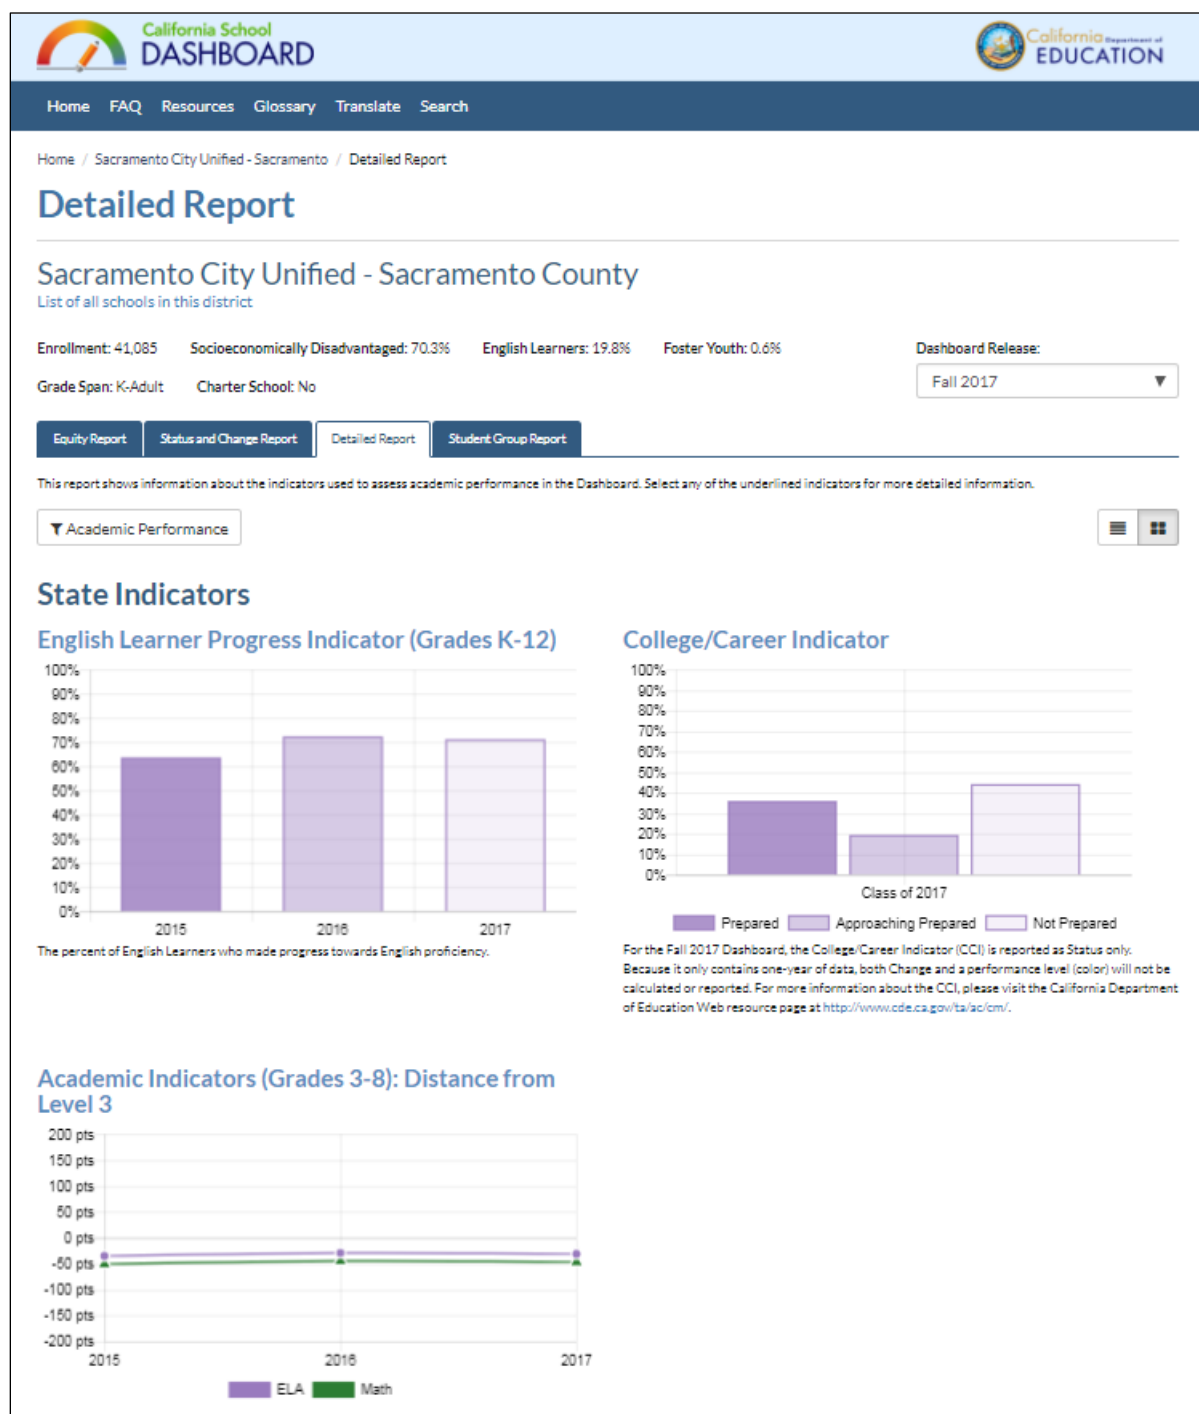 California School
DASHBOARD
California Department of
EDUCATION
Home FAQ Resources Glossary Translate Search
Home / Sacramento City Unified - Sacramento / Detailed Report
Detailed Report
Sacramento City Unified - Sacramento County
List of all schools in this district
Enrollment: 41,085 Socioeconomically Disadvantaged: 70.3% English Learners: 19.8% Foster Youth: 0.6%
Dashboard Release:
Grade Span: K-Adult Charter School: No
Fall 2017
Equity Report Status and Change Report Detailed Report Student Group Report
This report shows information about the indicators used to assess academic performance in the Dashboard. Select any of the underlined indicators for more detailed information.
Academic Performance
State Indicators
English Learner Progress Indicator (Grades K-12)
100%
90%
80%
70%
60%
50%
40%
30%
20%
10%
0%
2015 2016 2017
The percent of English Learners who made progress towards English proficiency.
College/Career Indicator
100%
90%
80%
70%
60%
50%
40%
30%
20%
10%
0%
Class of 2017
Prepared Approaching Prepared Not Prepared
For the Fall 2017 Dashboard, the College/Career Indicator (CCI) is reported as Status only.
Because it only contains one-year of data, both Change and a performance level (color) will not be
calculated or reported. For more information about the CCI, please visit the California Department
of Education Web resource page at http://www.cde.ca.gov/ta/ac/cm/.
Academic Indicators (Grades 3-8): Distance from
Level 3
200 pts
150 pts
100 pts
50 pts
0 pts
-50 pts
-100 pts
-150 pts
-200 pts
2015 2016 2017
ELA Math